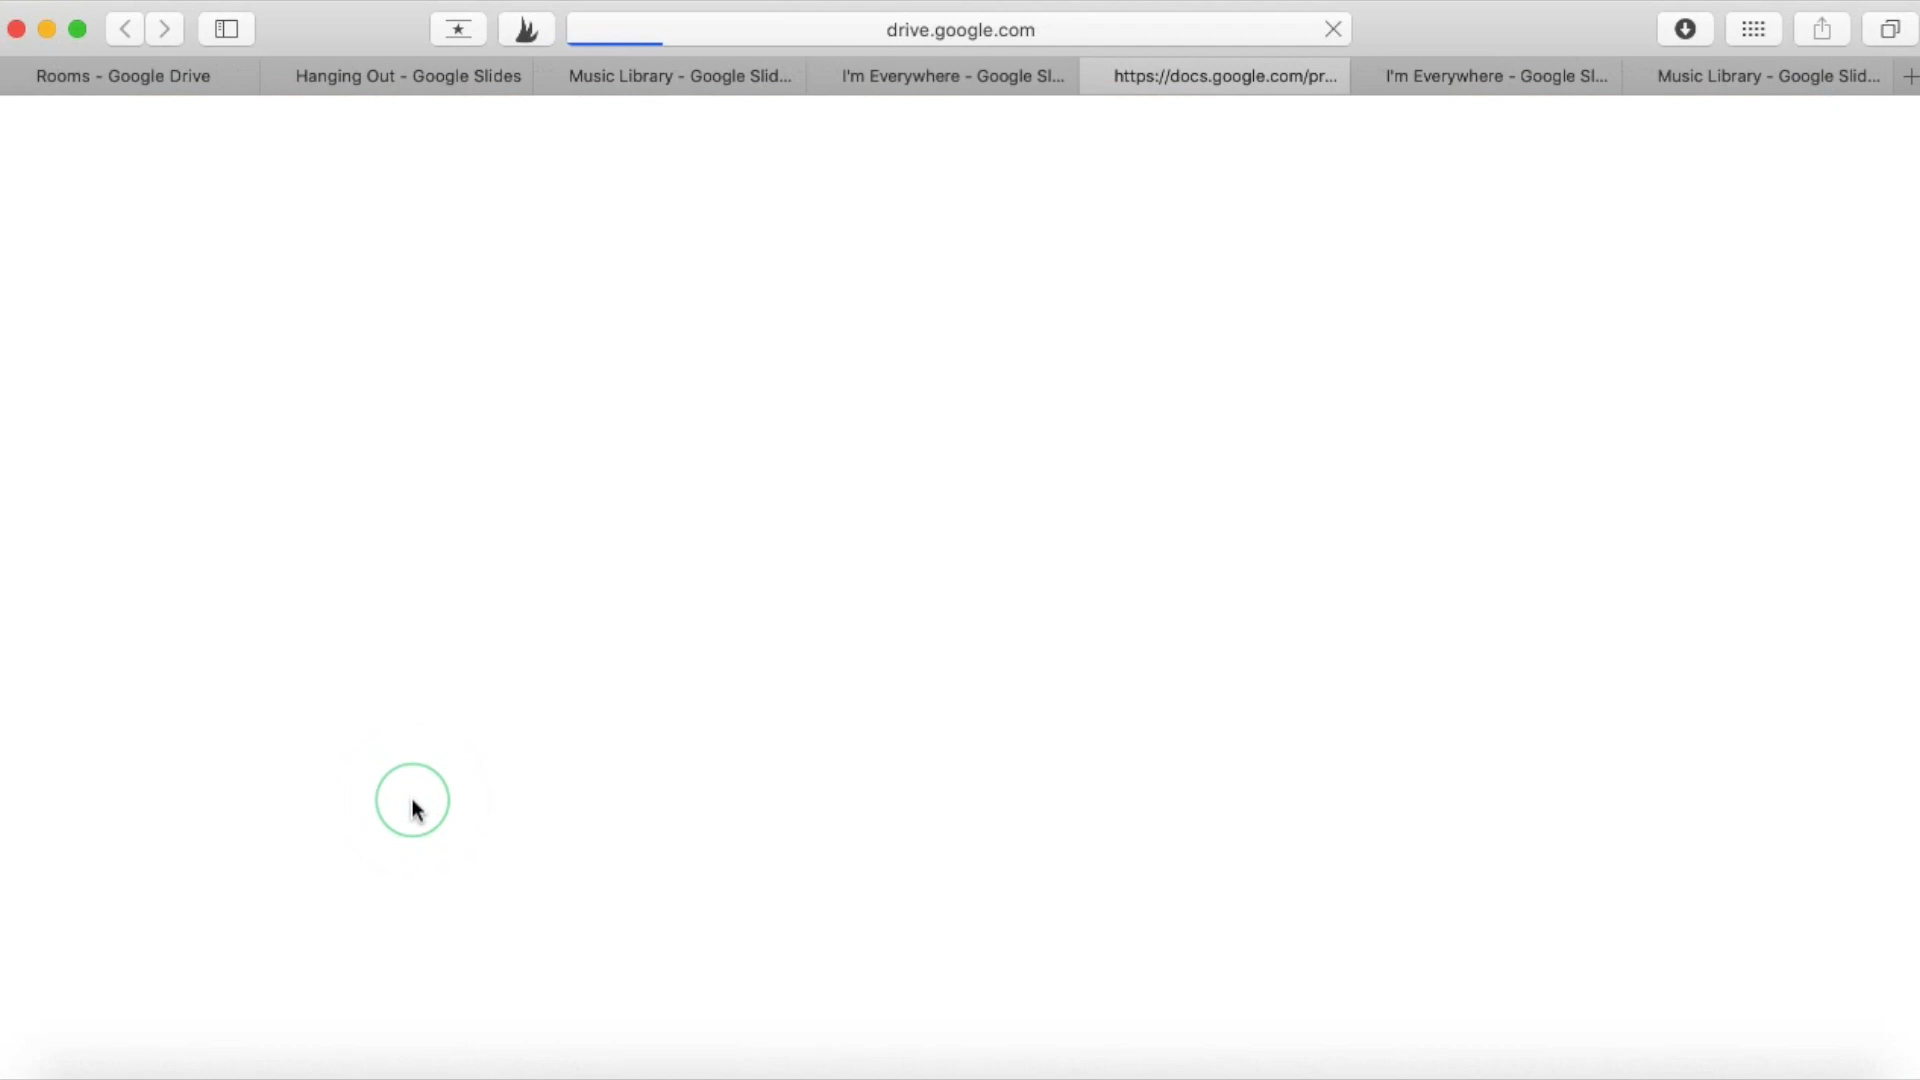 drive.google.com
Rooms - Google Drive
Hanging Out - Google Slides
Music Library - Google Slid...
I'm Everywhere - Google Sl...
https://docs.google.com/pr...
I'm Everywhere - Google Sl...
Music Library - Google Slid...